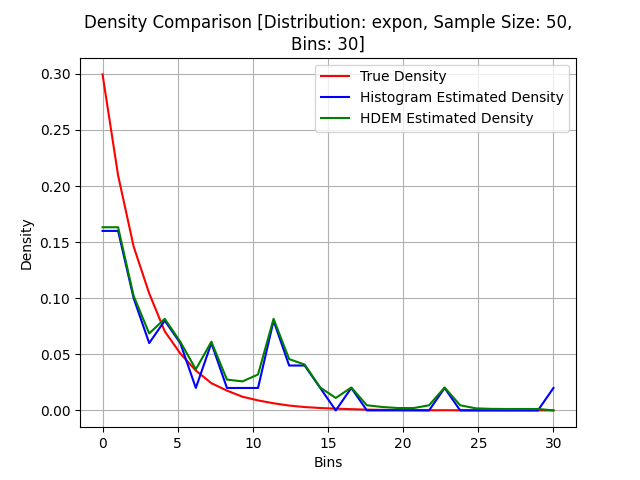 Density Comparison [Distribution: expon, Sample Size: 50,
Bins: 30]
True Density
Histogram Estimated Density
HDEM Estimated Density
Density
0.30
0.25
0.20
0.15
0.10
0.05
0.00
0 5 10 15 20 25 30
Bins